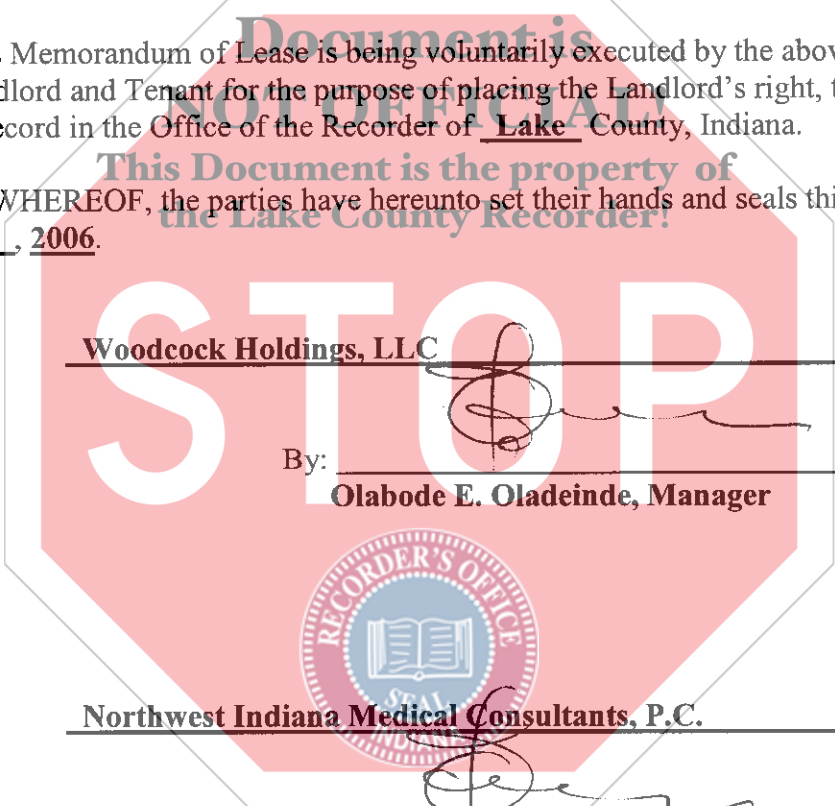 Document is
Memorandum of Lease is being voluntarily executed by the abov
dlord and Tenant for the purpose of placing the Landlord's right, t
NOT OFFICIAL!
cord in the Office of the Recorder of Lake County, Indiana.
This Document is the property of
WHEREOF, the parties have hereunto set their hands and seals thi
the Lake County Recorder!
, 2006.
STOP
Woodcock Holdings, LLC
By:
Olabode E. Oladeinde, Manager
RECORDER'S OFFICE
SEAL
INDIANA
Northwest Indiana Medical Consultants, P.C.